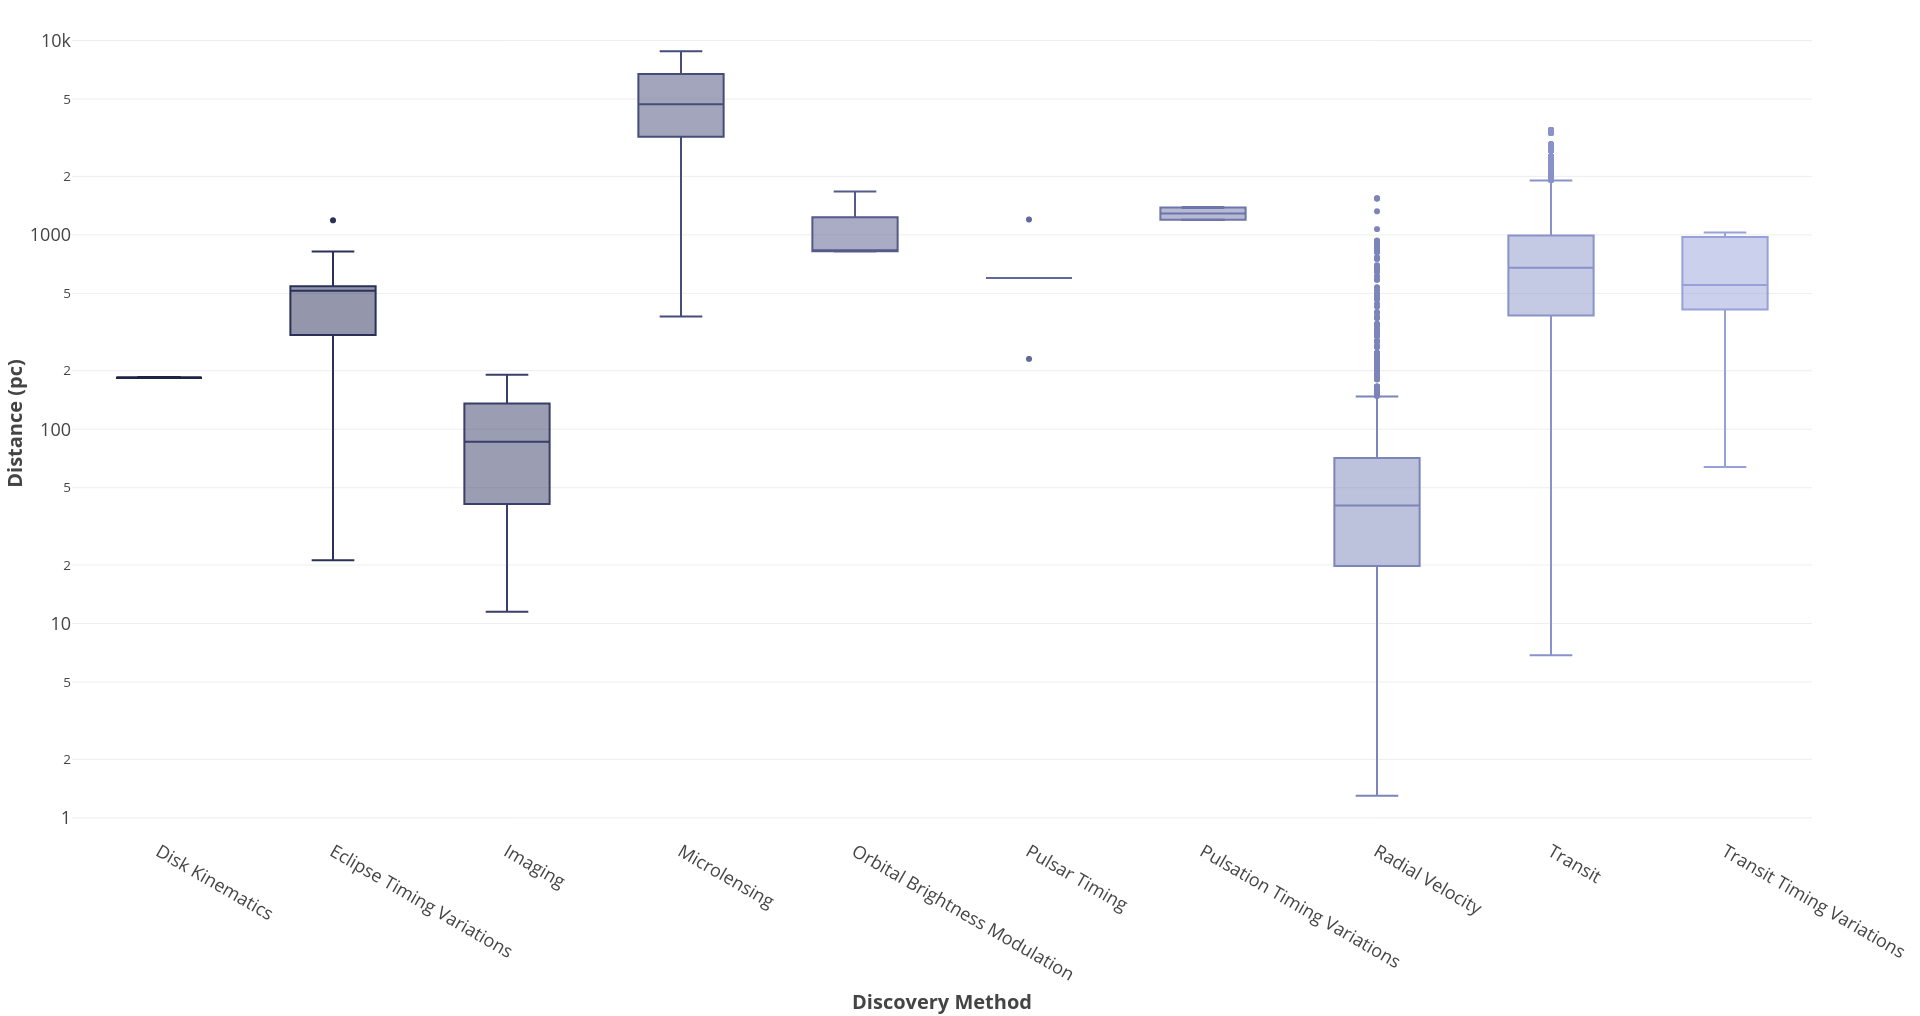 10k
5
2
1000
5
2
100
5
2
10
5
2
1
Distance (pc)
Disk Kinematics
Eclipse Timing Variations
Imaging
Microlensing
Orbital Brightness Modulation
Pulsar Timing
Pulsation Timing Variations
Radial Velocity
Transit
Transit Timing Variations
Discovery Method